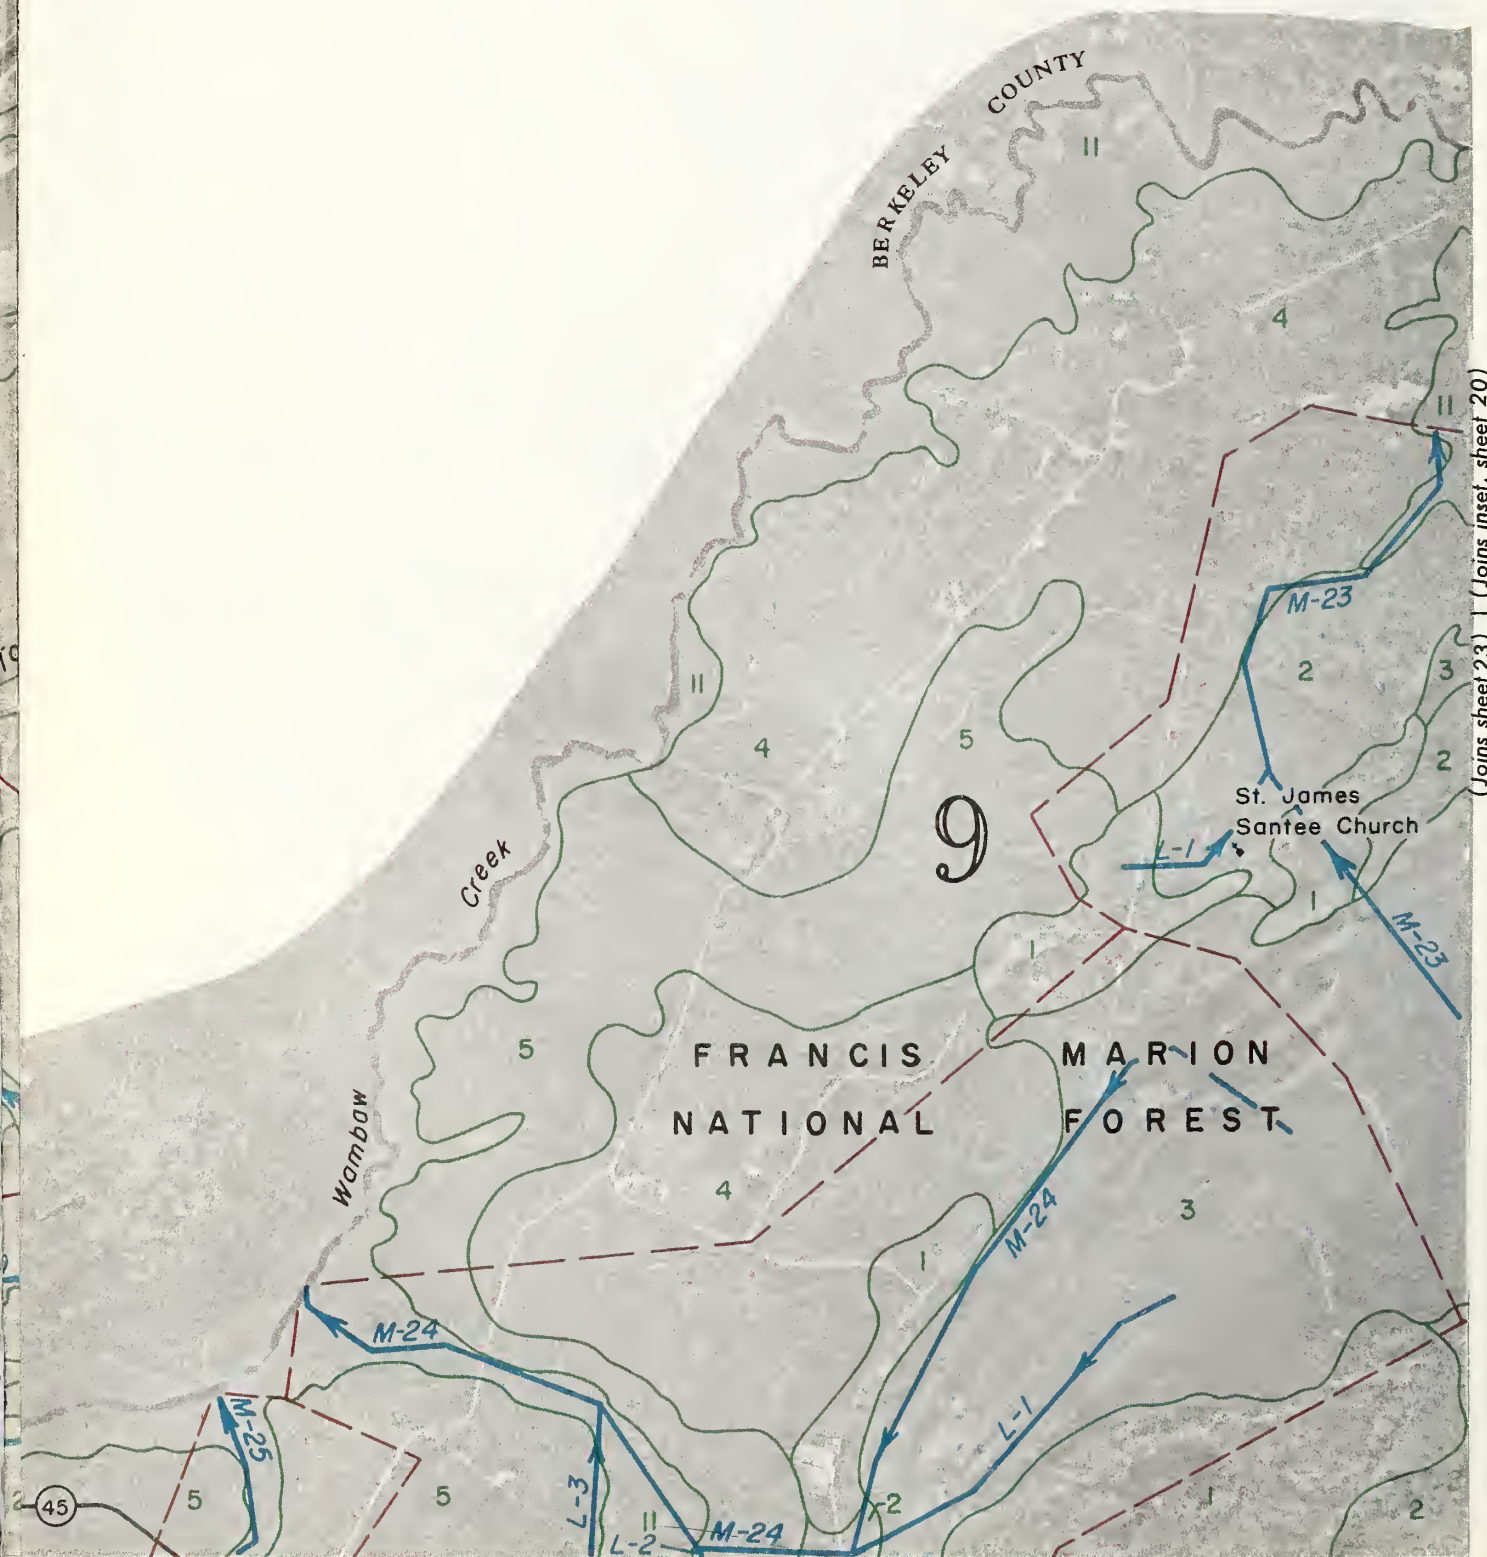 BERKELEY COUNTY
11
4
11
(Joins inset, sheet 20)
(Joins sheet 23)
M-23
2
3
11
4
5
2
St. James
Santee Church
9
L-1
Creek
1
1
M-23
5
FRANCIS MARION
NATIONAL FOREST
Wambaw
4
3
M-24
1
M-24
L-1
M-25
5
5
L-3
11
L-2
M-24
2
1
2
2
45